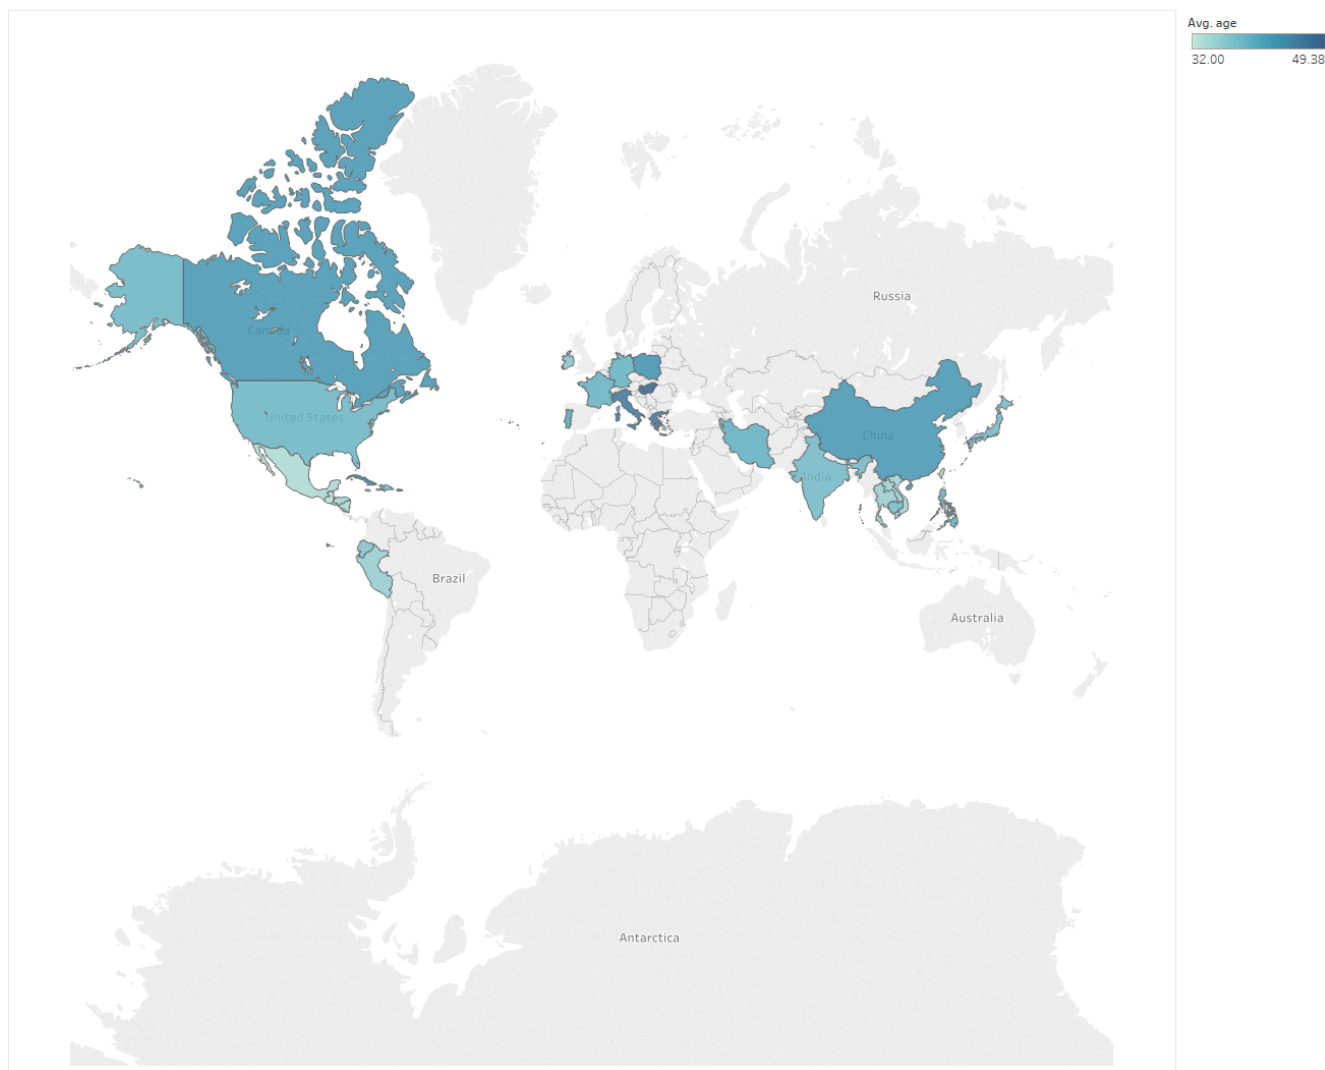 Avg. age
32.00 49.38
Russia
Canada
United States
China
India
Brazil
Australia
Antarctica